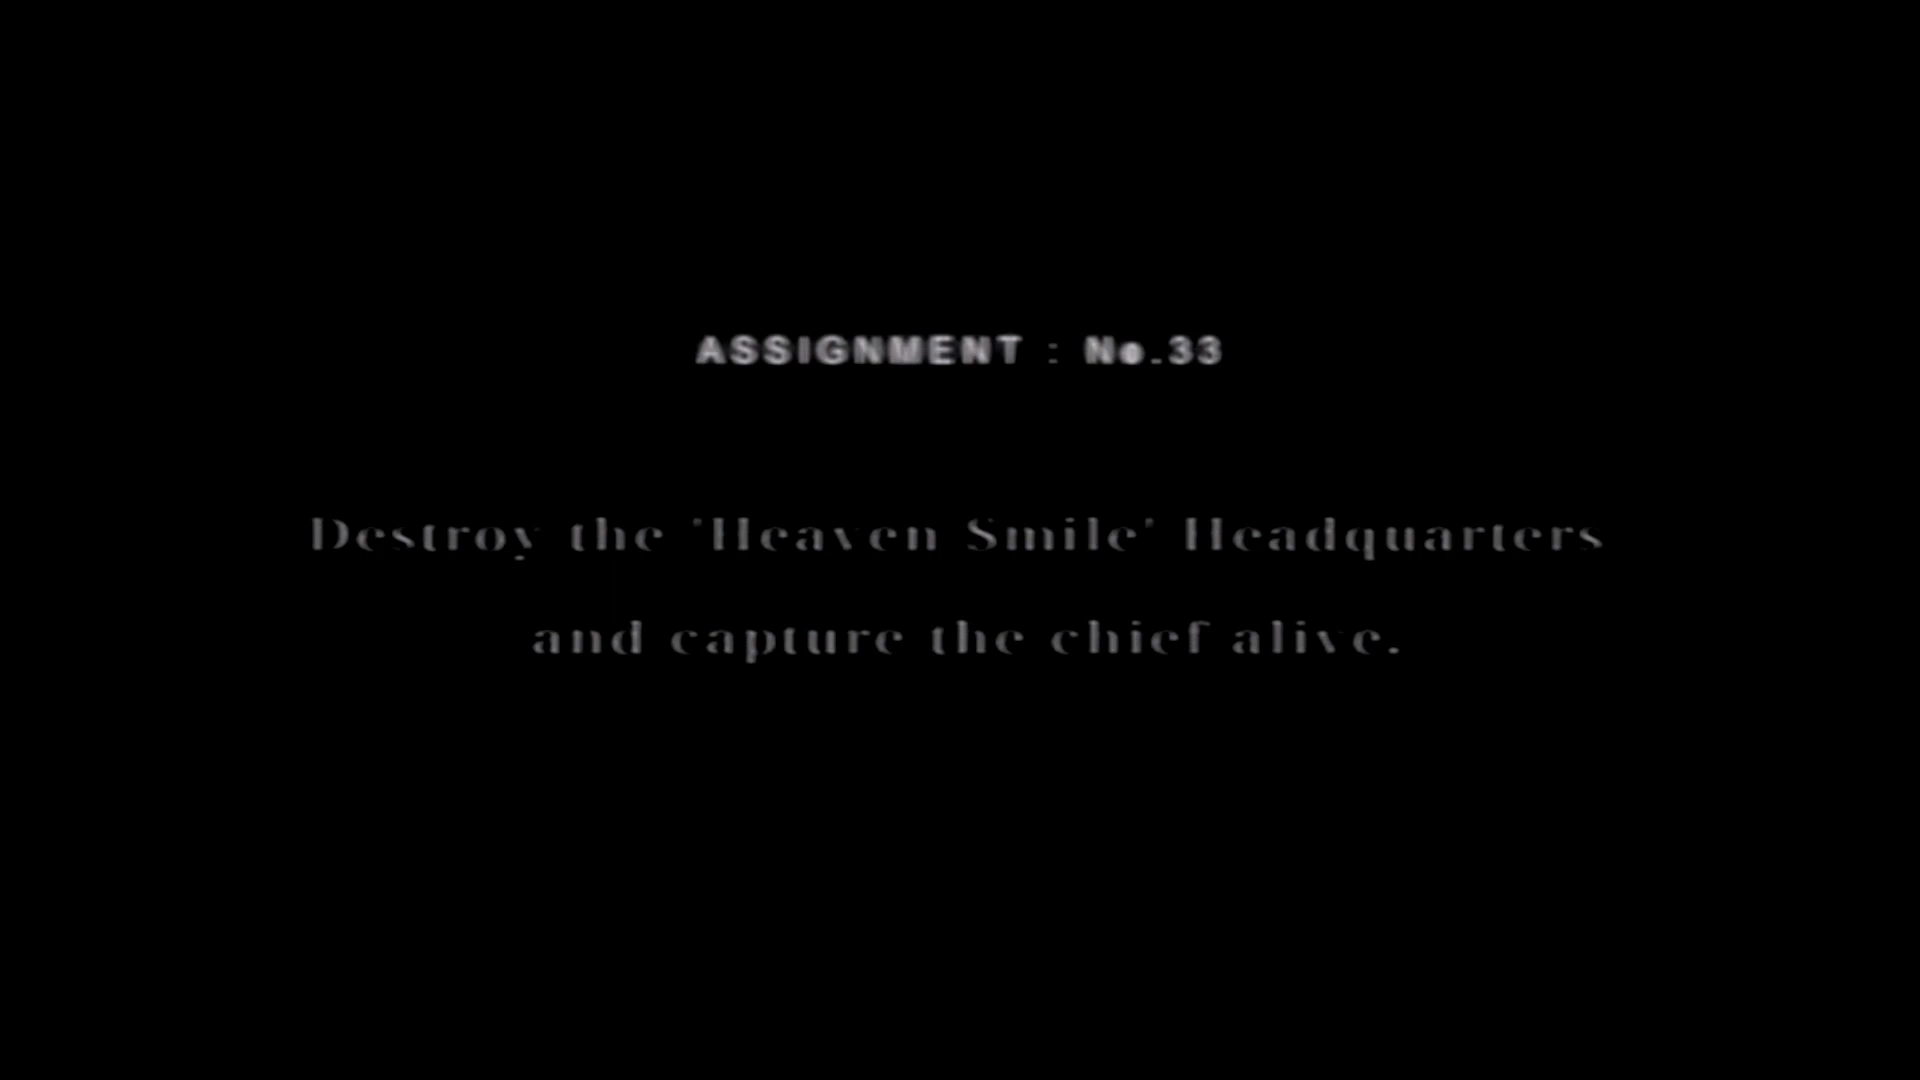 ASSIGNMENT : No.33
Destroy the 'Heaven Smile' Headquarters
and capture the chief alive.